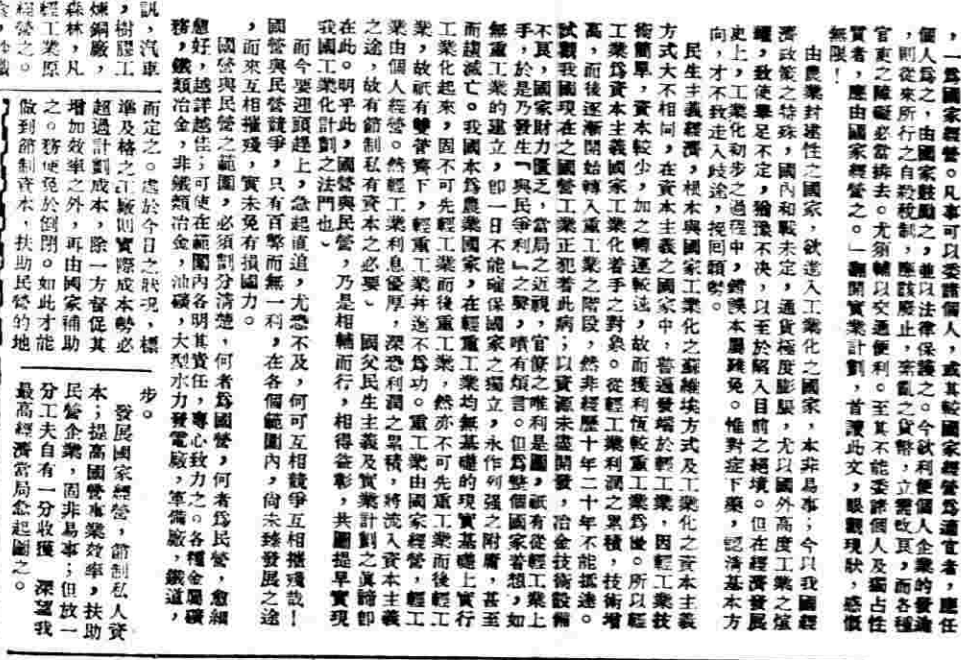 ，一爲國家經營。凡事可以委諸個人，或其較國家經營爲適宜者，應任
個人爲之，由國家鼓勵之，並以法律保護之。今欲利便個人企業的發達
，則從來所行之自殺稅制，應該廢止，紊亂之貨幣，立需改良，而各種
官吏之障礙必當排去。尤須輔以交通便利。至其不能委諸個人及獨占性
質者，應由國家經營之。」翻開實業計劃，首讀此文，眼觀現狀，感慨
無限！
由農業封建性之國家，欲進入工業化之國家，本非易事；今以我國經
濟政策之特殊，國內和戰未定，通貨極度膨脹，尤以國外高度工業之煊
耀，致使舉足不定，猶豫不决，以至於陷入目前之絕境。但在經濟發展
史上，工業化初步之過程中，錯誤本屬難免。惟對症下藥，認清基本方
向，才不致走入歧途，挽回頹勢。
民生主義經濟，根本與國家工業化之蘇維埃方式及工業化之資本主義
方式大不相同，在資本主義之國家中，普遍發端於輕工業，因輕工業技
術簡單，資本較少，加之轉運較速，故而獲利恆較重工業爲優。所以輕
工業爲資本主義國家工業化着手之對象。從輕工業利潤之累積，技術增
高，而後逐漸開始轉入重工業之階段，然非經歷十年二十年不能抵達。
試觀我國現在之國營工業正犯着此病；以資源未盡開發，冶金技術設備
不良，國家財力匱乏，當局之近視，官僚之唯利是圖，祇有從輕工業上
手，於是乃發生「與民爭利」之擧，嘖有煩言。但爲整個國家着想，如
無重工業的建立，卽一日不能確保國家之獨立，永作列强之附庸，甚至
而覆滅亡。我國本爲農業國家，在輕重工業均無基礎的現實基礎上實行
工業化起來，固不可先輕工業而後重工業，然亦不可先重工業而後輕工
業，故祇有雙管齊下，輕重工業并進不爲功。重工業由國家經營，輕工
業由個人經營。然輕工業利息優厚，深恐利潤之累積，將流入資本主義
之途，故有節制私有資本之必要。　國父民生主義及實業計劃之眞諦卽
在此。明乎此，國營與民營，乃是相輔而行，相得益彰，共圖提早實現
我國工業化計劃之法門也。
而今要迎頭趕上，急起直追，尤恐不及，何可互相競爭互相摧殘哉！
國營與民營競爭，只有百弊而無一利，在各個範圍內，尙未臻發展之途
，而來互相摧殘，實未免有損國力。
國營與民營之範圍，必須劃分淸楚，何者爲國營，何者爲民營，愈細
愈好，越詳越佳；可使在範圍內各明其責任，專心致力之。各種金屬礦
務，鐵類冶金，非鐵類冶金，油礦，大型水力發電廠，軍備廠，鐵道，
訊，汽車
，樹膠工
煉銅廠，
森林，凡
經工業原
經營之。
而定之。處於今日之狀況，標
準及格之工廠則實際成本勢必
超過計劃成本，除一方督促其
增加效率之外，再由國家補助
之。務使免於倒閉。如此才能
做到節制資本，扶助民營的地
步。
發展國家經營，節制私人資
本；提高國營事業效率，扶助
民營企業，固非易事；但放一
分工夫自有一分收獲　深望我
最高經濟當局急起圖之。